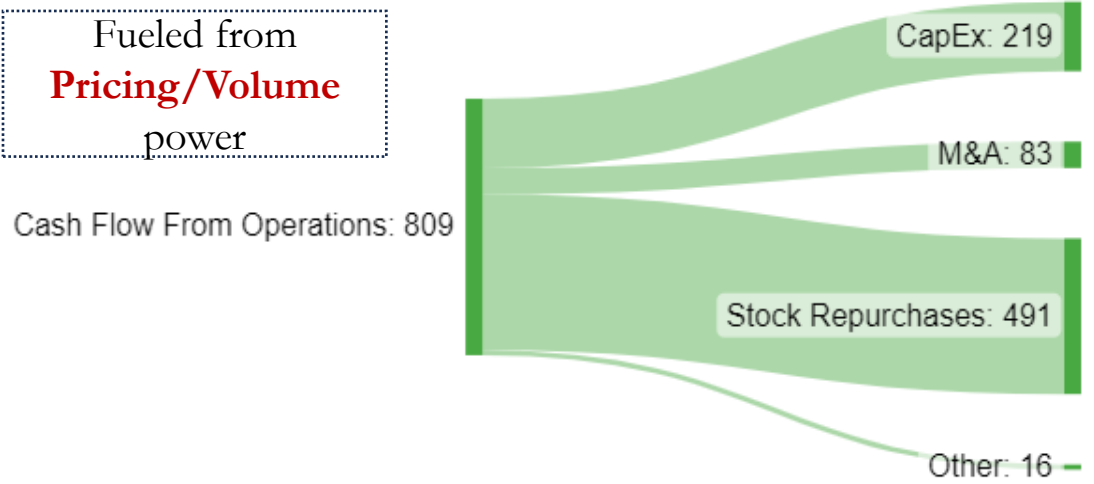 Fueled from
Pricing/Volume
power
CapEx: 219
M&A: 83
Cash Flow From Operations: 809
Stock Repurchases: 491
Other: 16